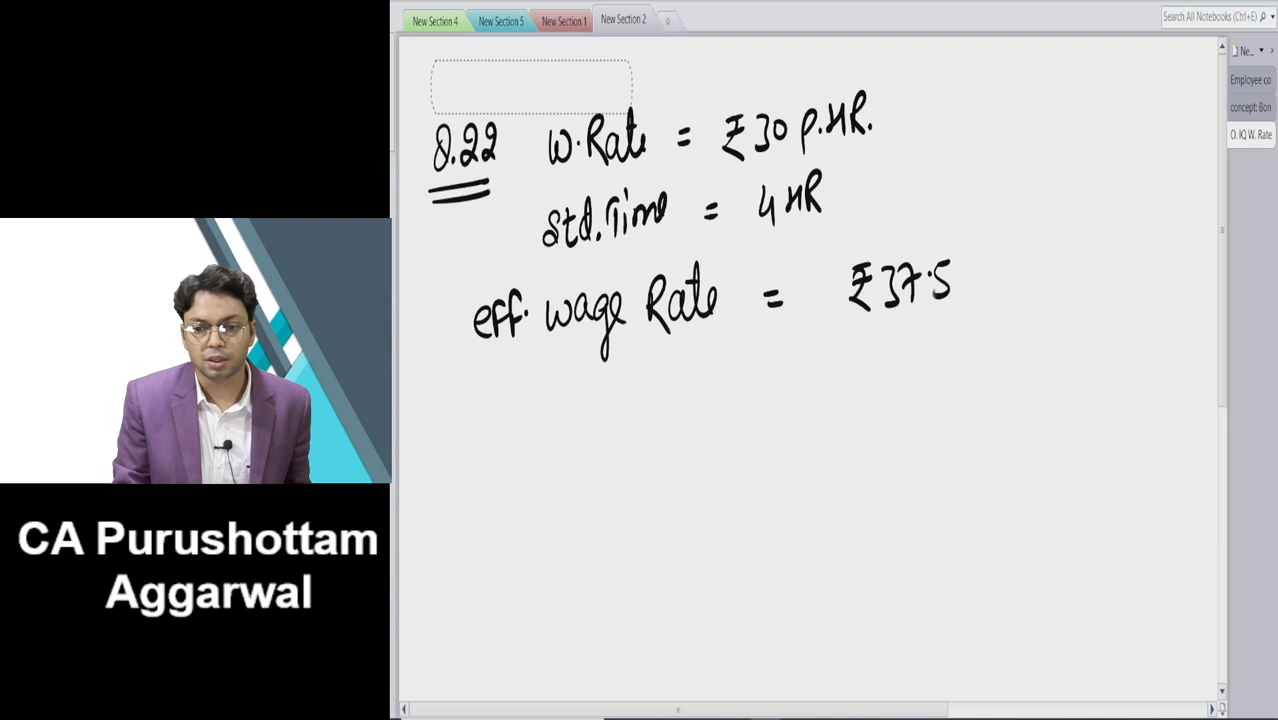 New Section 4
New Section 5
New Section 1
New Section 2
Search All Notebooks (Ctrl+E)
Ne...
Employee co
concept: Bon
O. IQ W. Rate
Q.22 W.Rate = ₹30 P.HR.
Std.Time = 4 HR
eff. wage Rate = ₹37.5
CA Purushottam
Aggarwal